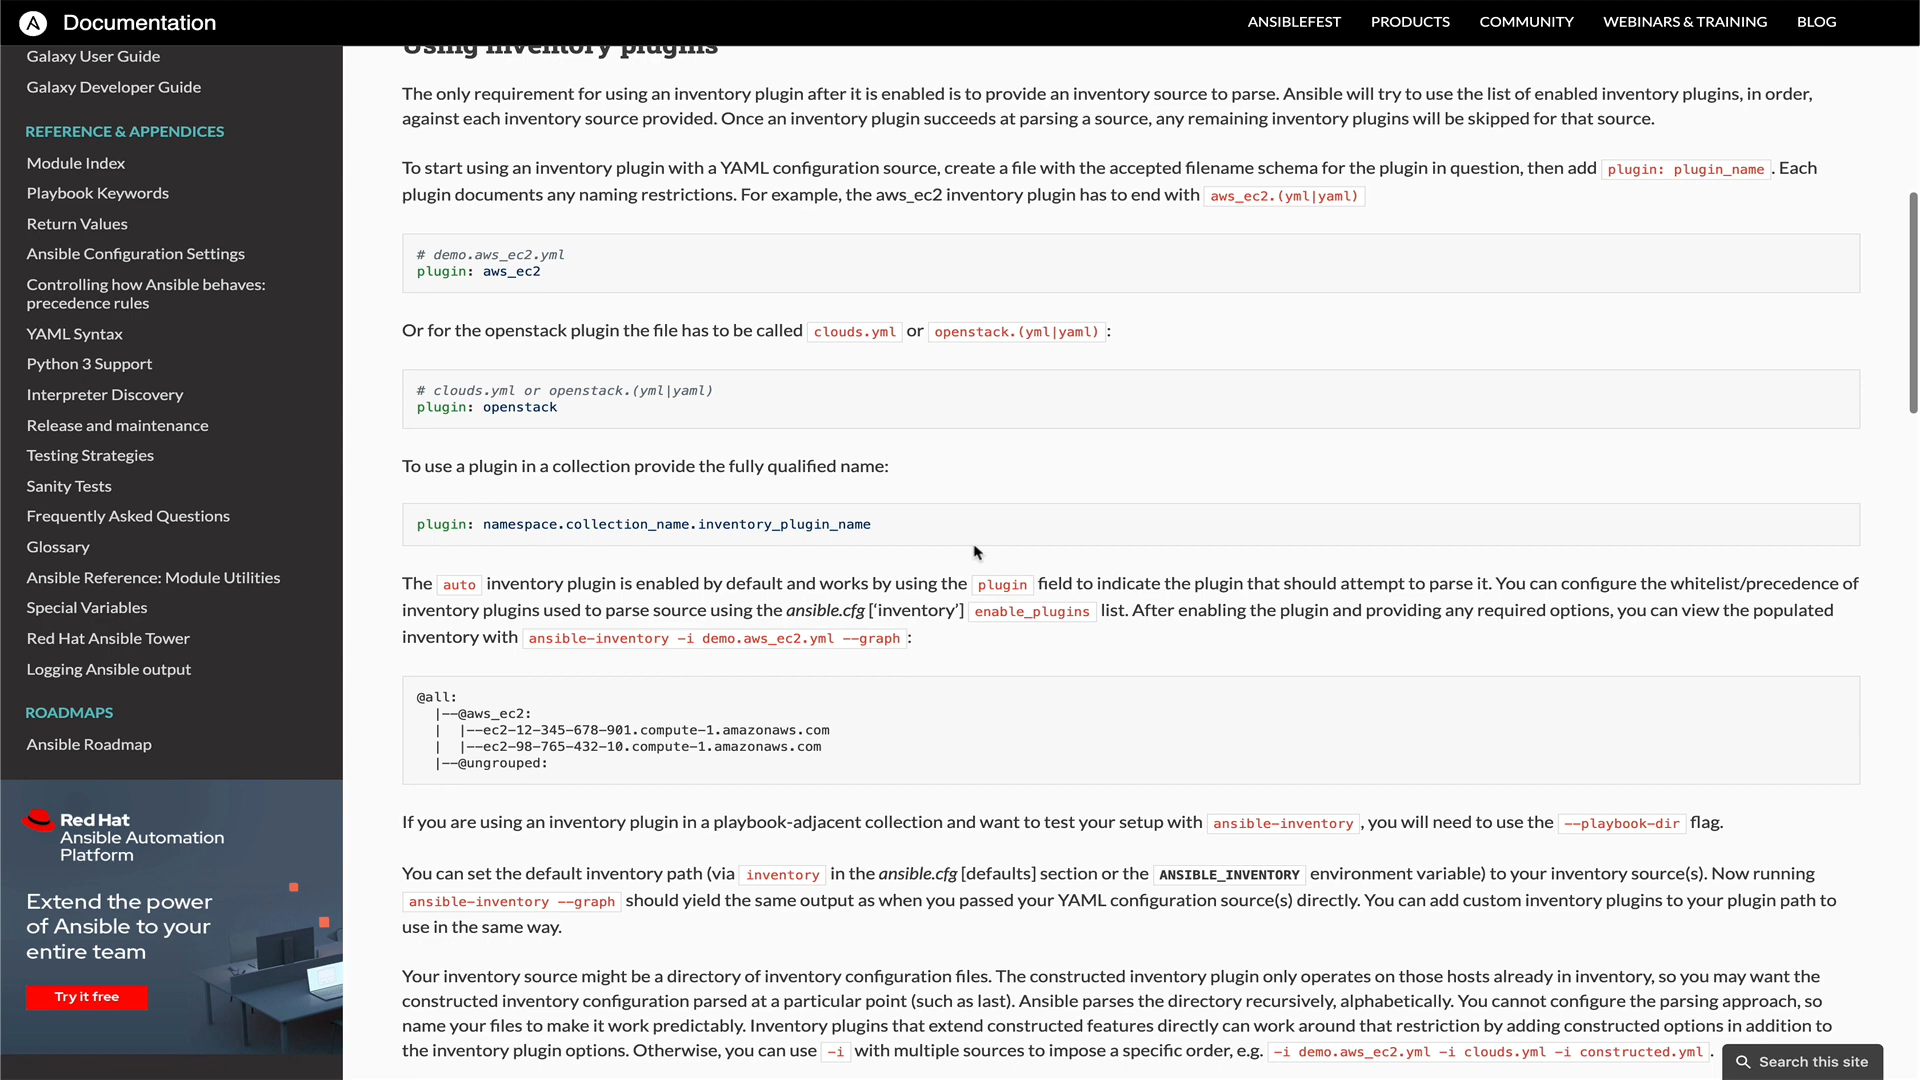 Documentation
ANSIBLEFEST
PRODUCTS
COMMUNITY
WEBINARS & TRAINING
BLOG
Galaxy User Guide
Galaxy Developer Guide
REFERENCE & APPENDICES
Module Index
Playbook Keywords
Return Values
Ansible Configuration Settings
Controlling how Ansible behaves:
precedence rules
YAML Syntax
Python 3 Support
Interpreter Discovery
Release and maintenance
Testing Strategies
Sanity Tests
Frequently Asked Questions
Glossary
Ansible Reference: Module Utilities
Special Variables
Red Hat Ansible Tower
Logging Ansible output
ROADMAPS
Ansible Roadmap
Red Hat
Ansible Automation
Platform
Extend the power
of Ansible to your
entire team
Try it free
Using inventory plugins
The only requirement for using an inventory plugin after it is enabled is to provide an inventory source to parse. Ansible will try to use the list of enabled inventory plugins, in order,
against each inventory source provided. Once an inventory plugin succeeds at parsing a source, any remaining inventory plugins will be skipped for that source.
To start using an inventory plugin with a YAML configuration source, create a file with the accepted filename schema for the plugin in question, then add plugin: plugin_name . Each
plugin documents any naming restrictions. For example, the aws_ec2 inventory plugin has to end with aws_ec2.(yml|yaml)
# demo.aws_ec2.yml
plugin: aws_ec2
Or for the openstack plugin the file has to be called clouds.yml or openstack.(yml|yaml) :
# clouds.yml or openstack.(yml|yaml)
plugin: openstack
To use a plugin in a collection provide the fully qualified name:
plugin: namespace.collection_name.inventory_plugin_name
The auto inventory plugin is enabled by default and works by using the plugin field to indicate the plugin that should attempt to parse it. You can configure the whitelist/precedence of
inventory plugins used to parse source using the ansible.cfg [‘inventory’] enable_plugins list. After enabling the plugin and providing any required options, you can view the populated
inventory with ansible-inventory -i demo.aws_ec2.yml --graph :
@all:
|--@aws_ec2:
| |--ec2-12-345-678-901.compute-1.amazonaws.com
| |--ec2-98-765-432-10.compute-1.amazonaws.com
|--@ungrouped:
If you are using an inventory plugin in a playbook-adjacent collection and want to test your setup with ansible-inventory , you will need to use the --playbook-dir flag.
You can set the default inventory path (via inventory in the ansible.cfg [defaults] section or the ANSIBLE_INVENTORY environment variable) to your inventory source(s). Now running
ansible-inventory --graph should yield the same output as when you passed your YAML configuration source(s) directly. You can add custom inventory plugins to your plugin path to
use in the same way.
Your inventory source might be a directory of inventory configuration files. The constructed inventory plugin only operates on those hosts already in inventory, so you may want the
constructed inventory configuration parsed at a particular point (such as last). Ansible parses the directory recursively, alphabetically. You cannot configure the parsing approach, so
name your files to make it work predictably. Inventory plugins that extend constructed features directly can work around that restriction by adding constructed options in addition to
the inventory plugin options. Otherwise, you can use -i with multiple sources to impose a specific order, e.g. -i demo.aws_ec2.yml -i clouds.yml -i constructed.yml .
Search this site